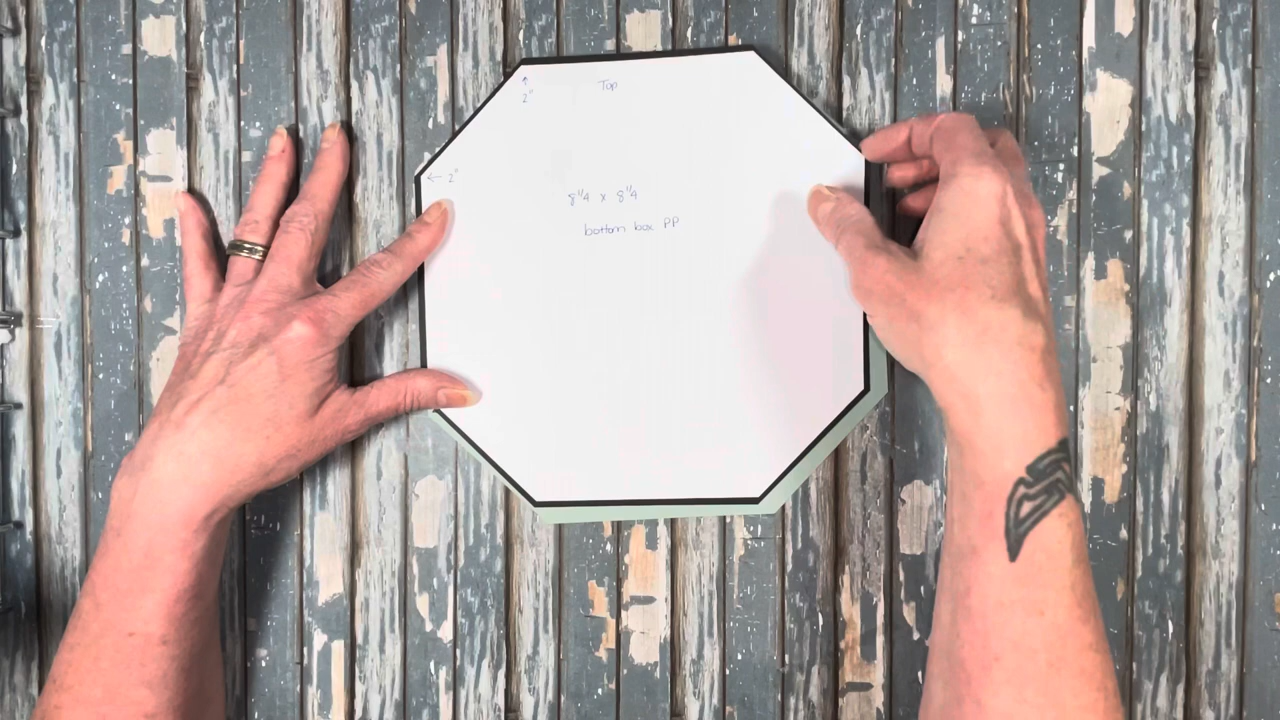 Top
↑
2"
← 2"
8 1/4 x 8 1/4
bottom box PP